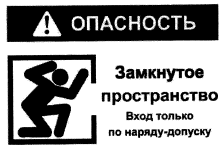 ОПАСНОСТЬ
Замкнутое
пространство
Вход только
по наряду-допуску